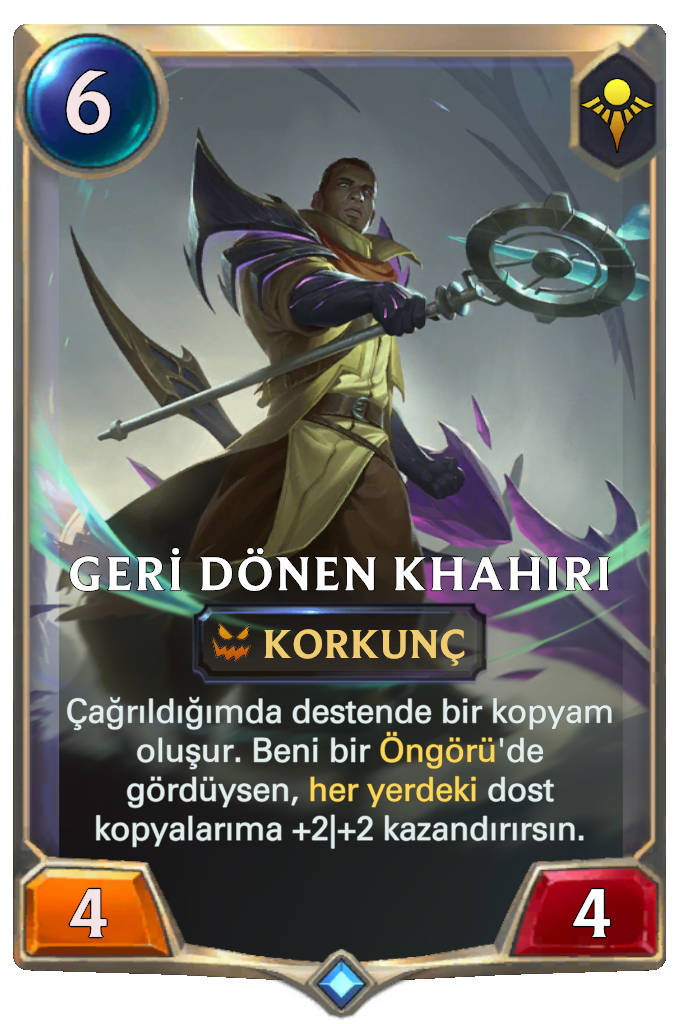 6
GERİ DÖNEN KHAHIRI
KORKUNÇ
Çağrıldığımda destende bir kopyam
oluşur. Beni bir Öngörü'de
gördüysen, her yerdeki dost
kopyalarıma +2|+2 kazandırırsın.
4
4